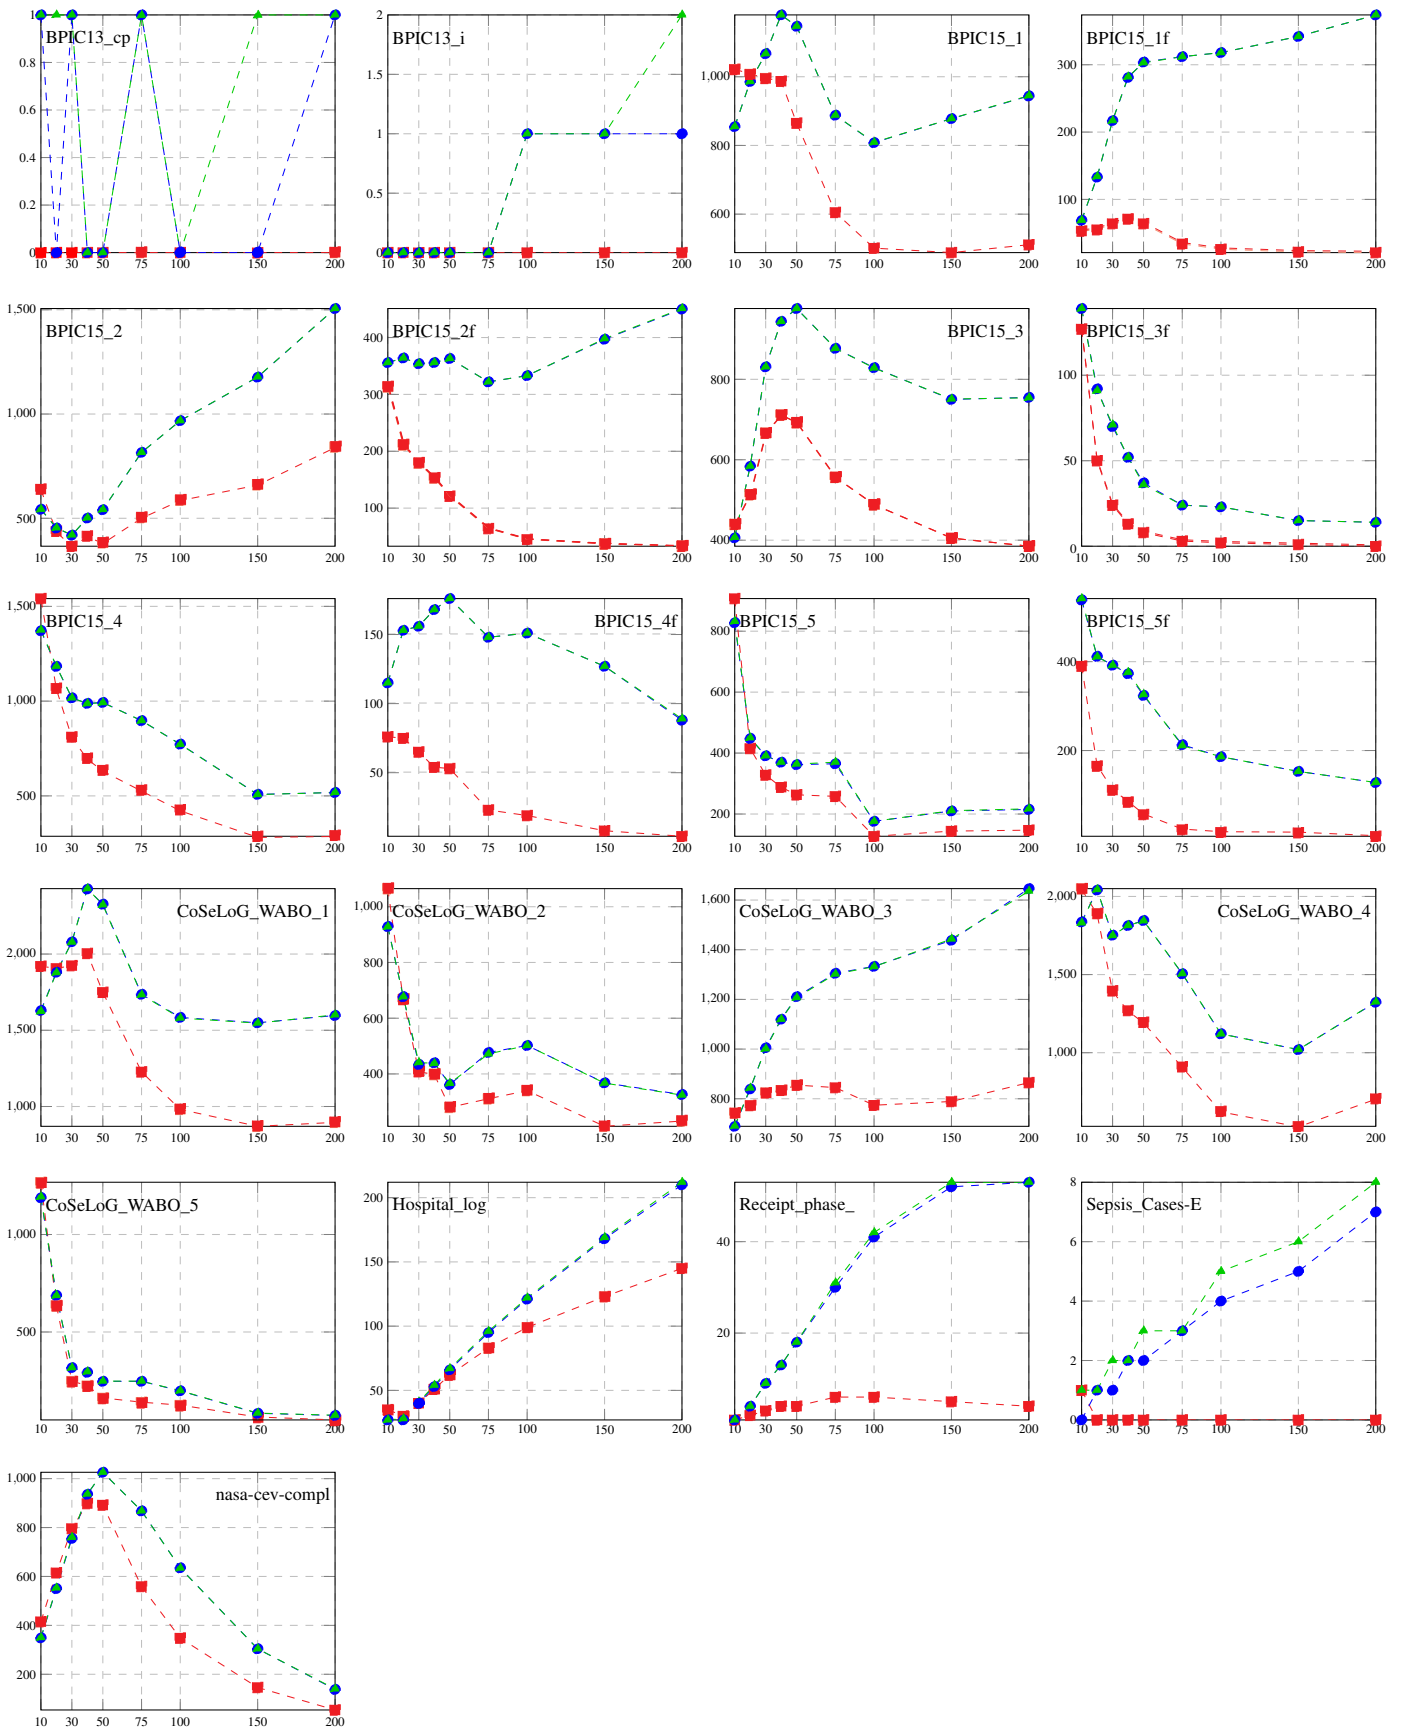 BPIC13_cp
1
0.8
0.6
0.4
0.2
0
10 30 50 75 100 150 200
BPIC13_i
2
1.5
1
0.5
0
10 30 50 75 100 150 200
BPIC15_1
1,000
800
600
10 30 50 75 100 150 200
BPIC15_1f
300
200
100
10 30 50 75 100 150 200
BPIC15_2
1,500
1,000
500
10 30 50 75 100 150 200
BPIC15_2f
400
300
200
100
10 30 50 75 100 150 200
BPIC15_3
800
600
400
10 30 50 75 100 150 200
BPIC15_3f
100
50
0
10 30 50 75 100 150 200
BPIC15_4
1,500
1,000
500
10 30 50 75 100 150 200
BPIC15_4f
150
100
50
10 30 50 75 100 150 200
BPIC15_5
800
600
400
200
10 30 50 75 100 150 200
BPIC15_5f
400
200
10 30 50 75 100 150 200
CoSeLoG_WABO_1
2,000
1,500
1,000
10 30 50 75 100 150 200
CoSeLoG_WABO_2
1,000
800
600
400
10 30 50 75 100 150 200
CoSeLoG_WABO_3
1,600
1,400
1,200
1,000
800
10 30 50 75 100 150 200
CoSeLoG_WABO_4
2,000
1,500
1,000
10 30 50 75 100 150 200
CoSeLoG_WABO_5
1,000
500
10 30 50 75 100 150 200
Hospital_log
200
150
100
50
10 30 50 75 100 150 200
Receipt_phase_
40
20
10 30 50 75 100 150 200
Sepsis_Cases-E
8
6
4
2
0
10 30 50 75 100 150 200
nasa-cev-compl
1,000
800
600
400
200
10 30 50 75 100 150 200